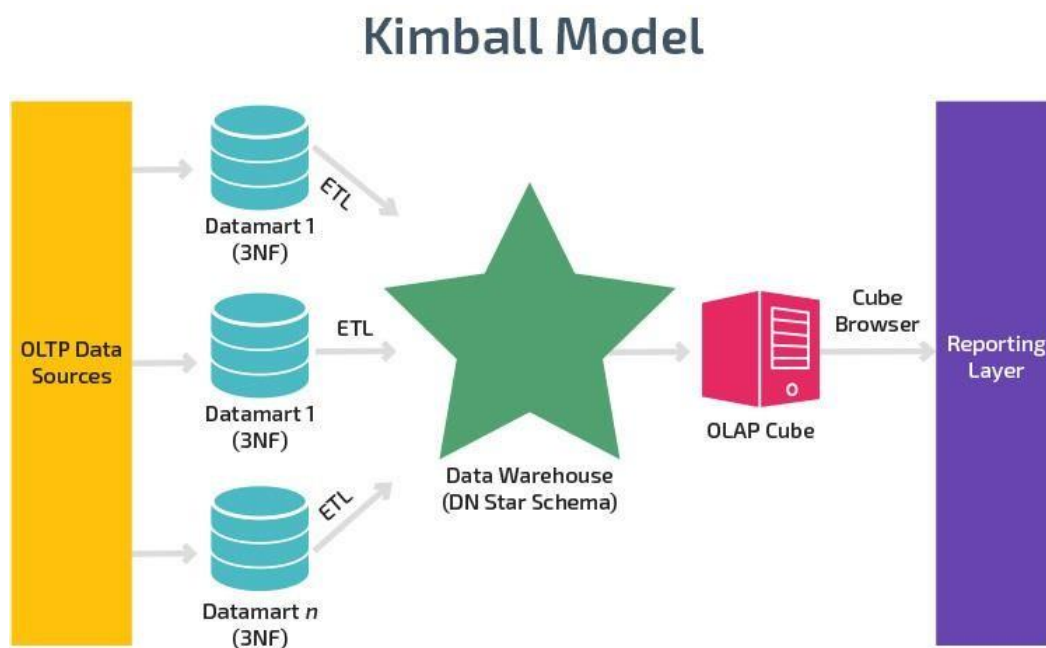 Kimball Model
OLTP Data
Sources
Datamart 1
(3NF)
ETL
Datamart 1
(3NF)
ETL
Datamart n
(3NF)
ETL
Data Warehouse
(DN Star Schema)
OLAP Cube
Cube
Browser
Reporting
Layer